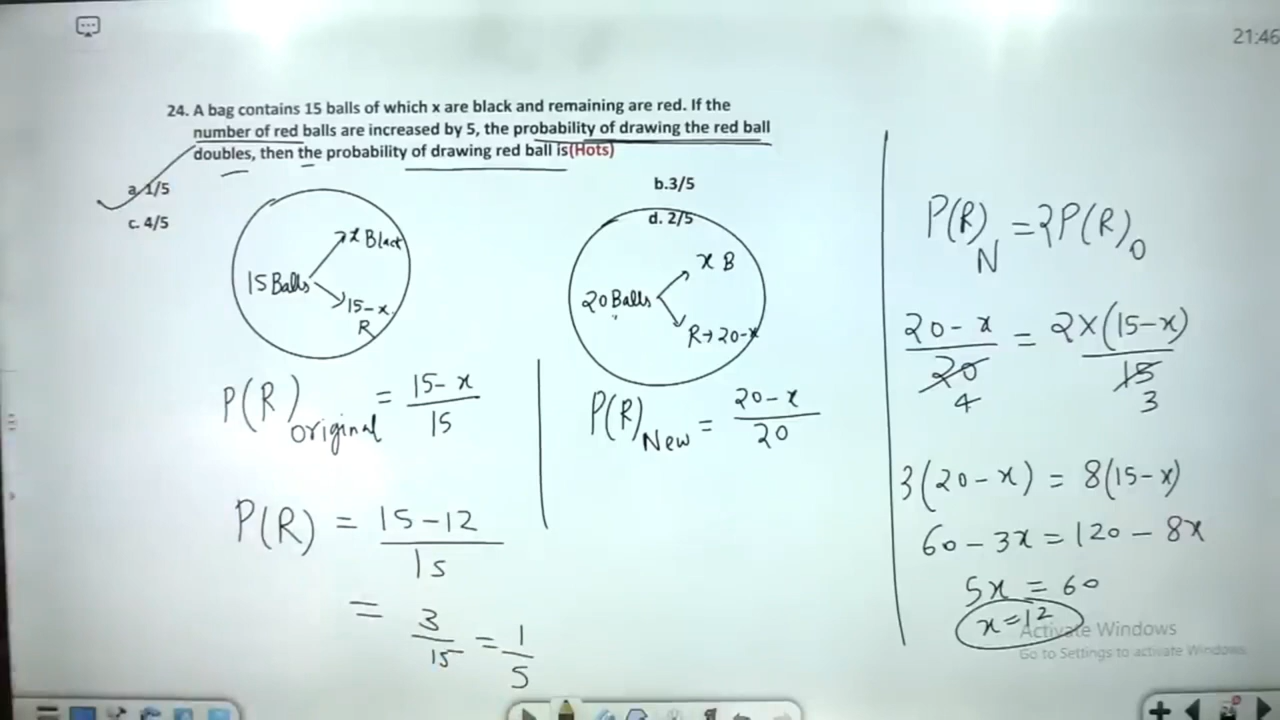 21:46
24. A bag contains 15 balls of which x are black and remaining are red. If the
number of red balls are increased by 5, the probability of drawing the red ball
doubles, then the probability of drawing red ball is(Hots)
a 1/5
b.3/5
c. 4/5
d. 2/5
15 Balls
x Black
15-x
R
20 Balls
x B
R→20-x
P(R) original = 15-x / 15
P(R) New = 20-x / 20
P(R) = 15-12 / 15
= 3/15 = 1/5
P(R) N = 2P(R) O
20-x / 20 = 2×(15-x) / 15
4
3
3(20-x) = 8(15-x)
60-3x = 120-8x
5x = 60
x=12
Activate Windows
Go to Settings to activate Windows.